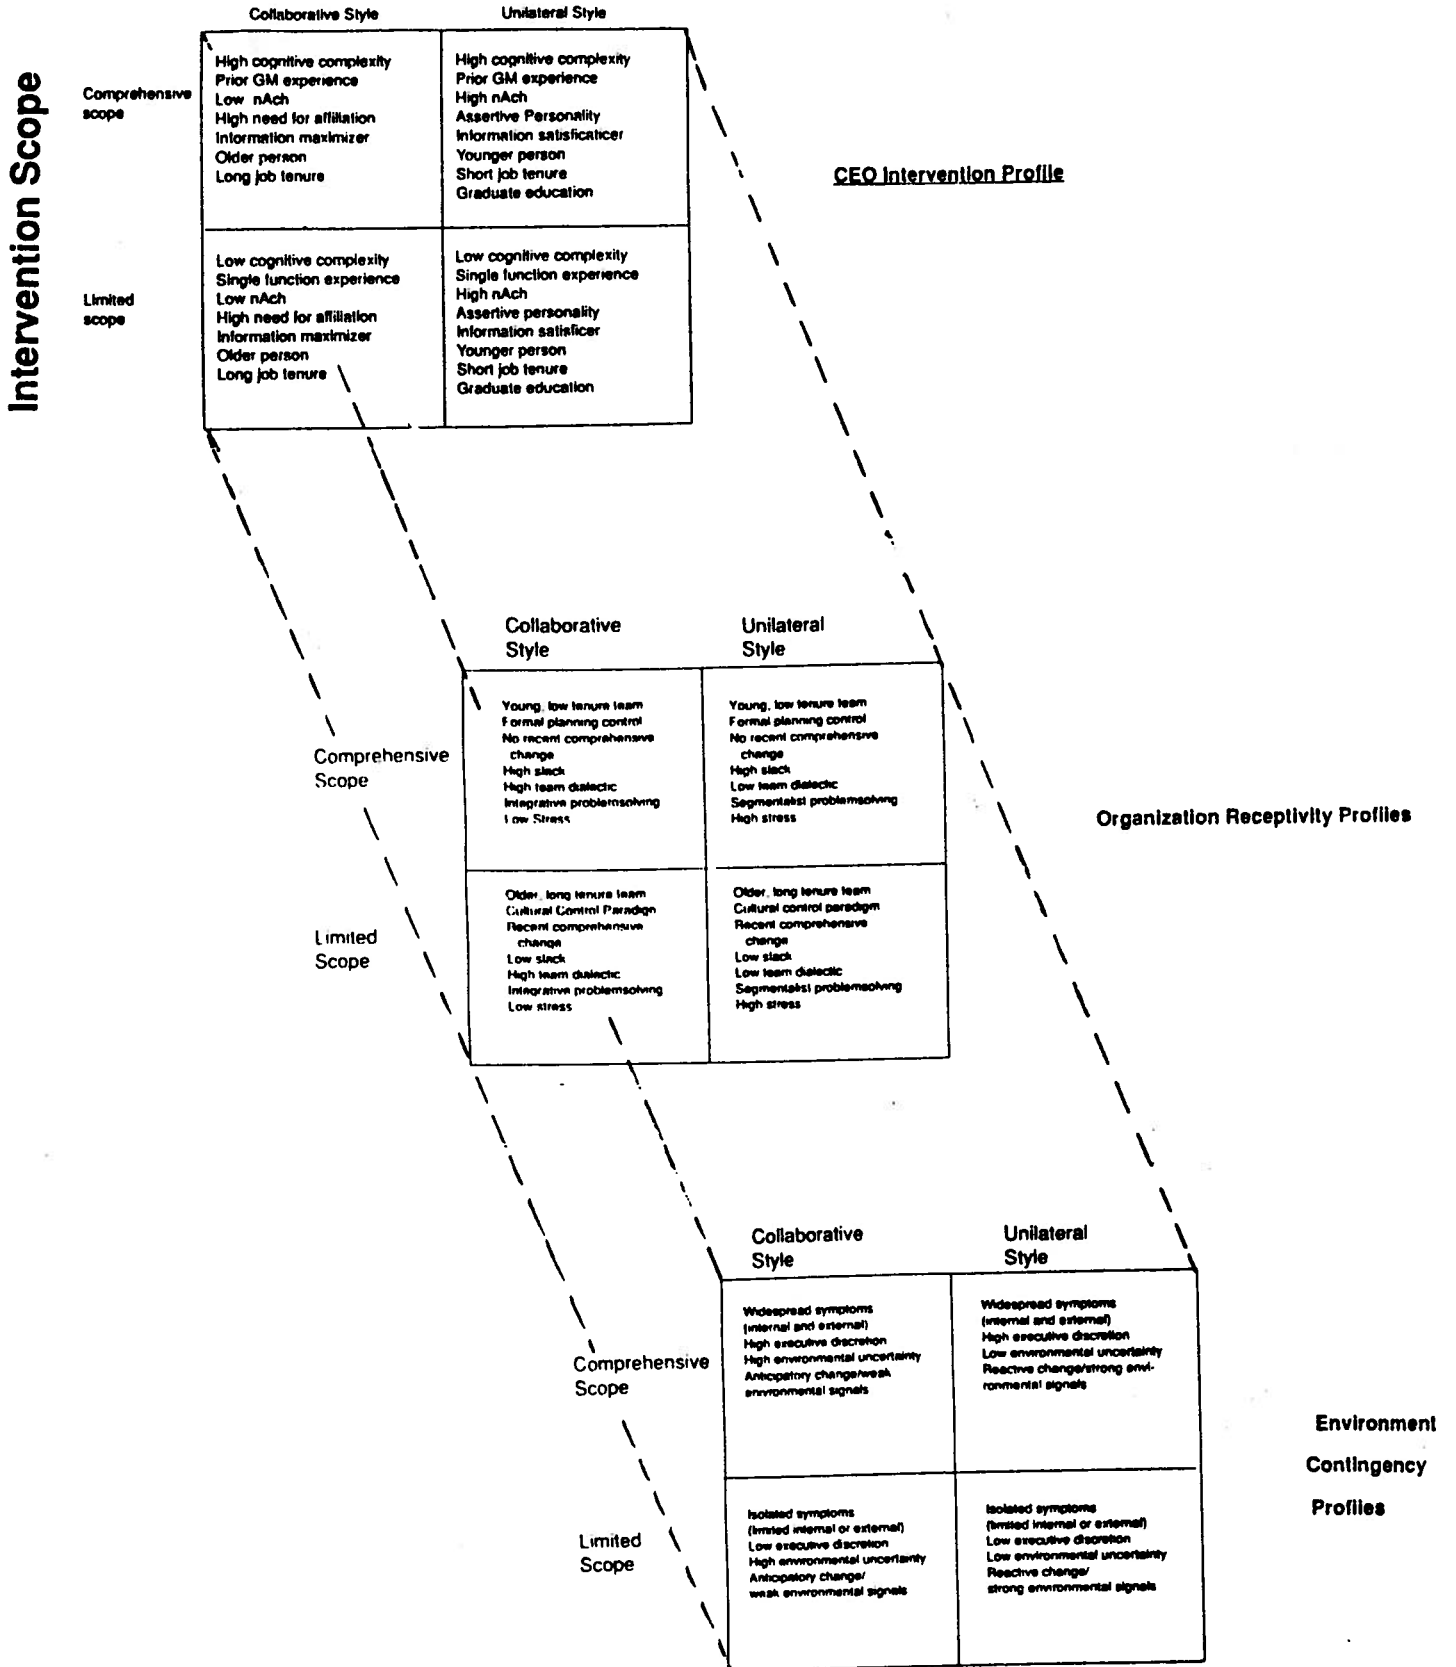 Intervention Scope
Collaborative Style
Unilateral Style
Comprehensive
scope
High cognitive complexity
Prior GM experience
Low nAch
High need for affiliation
Information maximizer
Older person
Long job tenure
High cognitive complexity
Prior GM experience
High nAch
Assertive Personality
Information satisficaticer
Younger person
Short job tenure
Graduate education
CEO Intervention Profile
Limited
scope
Low cognitive complexity
Single function experience
Low nAch
High need for affiliation
Information maximizer
Older person
Long job tenure
Low cognitive complexity
Single function experience
High nAch
Assertive personality
Information satisficer
Younger person
Short job tenure
Graduate education
Collaborative
Style
Unilateral
Style
Comprehensive
Scope
Young, low tenure team
Formal planning control
No recent comprehensive
change
High slack
High team dialectic
Integrative problemsolving
Low Stress
Young, low tenure team
Formal planning control
No recent comprehensive
change
High slack
Low team dialectic
Segmentalist problemsolving
High stress
Organization Receptivity Profiles
Limited
Scope
Older, long tenure team
Cultural Control Paradigm
Recent comprehensive
change
Low slack
High team dialectic
Integrative problemsolving
Low stress
Older, long tenure team
Cultural control paradigm
Recent comprehensive
change
Low slack
Low team dialectic
Segmentalist problemsolving
High stress
Collaborative
Style
Unilateral
Style
Comprehensive
Scope
Widespread symptoms
(internal and external)
High executive discretion
High environmental uncertainty
Anticipatory change/weak
environmental signals
Widespread symptoms
(internal and external)
High executive discretion
Low environmental uncertainty
Reactive change/strong envi-
ronmental signals
Environment
Contingency
Profiles
Limited
Scope
Isolated symptoms
(limited internal or external)
Low executive discretion
High environmental uncertainty
Anticipatory change/
weak environmental signals
Isolated symptoms
(limited internal or external)
Low executive discretion
Low environmental uncertainty
Reactive change/
strong environmental signals